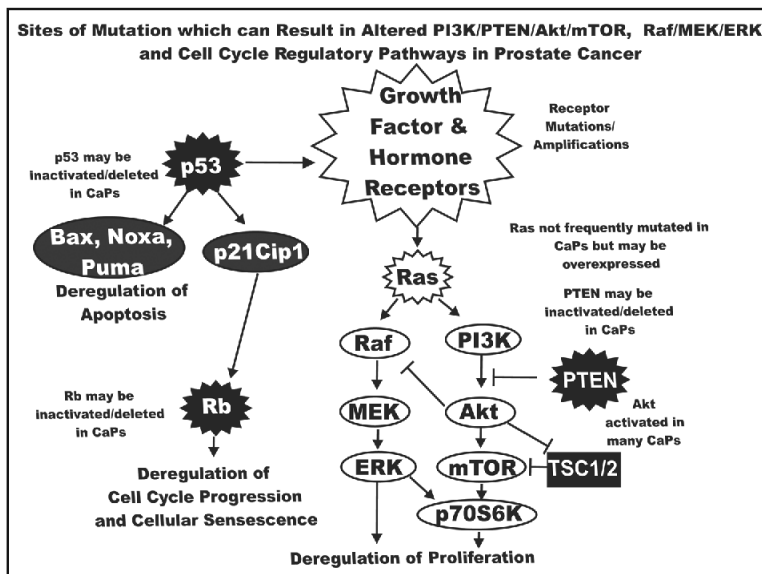 Sites of Mutation which can Result in Altered PI3K/PTEN/Akt/mTOR, Raf/MEK/ERK
and Cell Cycle Regulatory Pathways in Prostate Cancer
Growth
Factor &
Hormone
Receptors
Receptor
Mutations/
Amplifications
p53 may be
inactivated/deleted
in CaPs
p53
Bax, Noxa,
Puma
p21Cip1
Deregulation of
Apoptosis
Ras not frequently mutated in
CaPs but may be
overexpressed
Ras
PTEN may be
inactivated/deleted
in CaPs
Raf
PI3K
PTEN
Rb may be
inactivated/deleted
in CaPs
Rb
MEK
Akt
Akt
activated in
many CaPs
ERK
mTOR
TSC1/2
Deregulation of
Cell Cycle Progression
and Cellular Sensescence
p70S6K
Deregulation of Proliferation